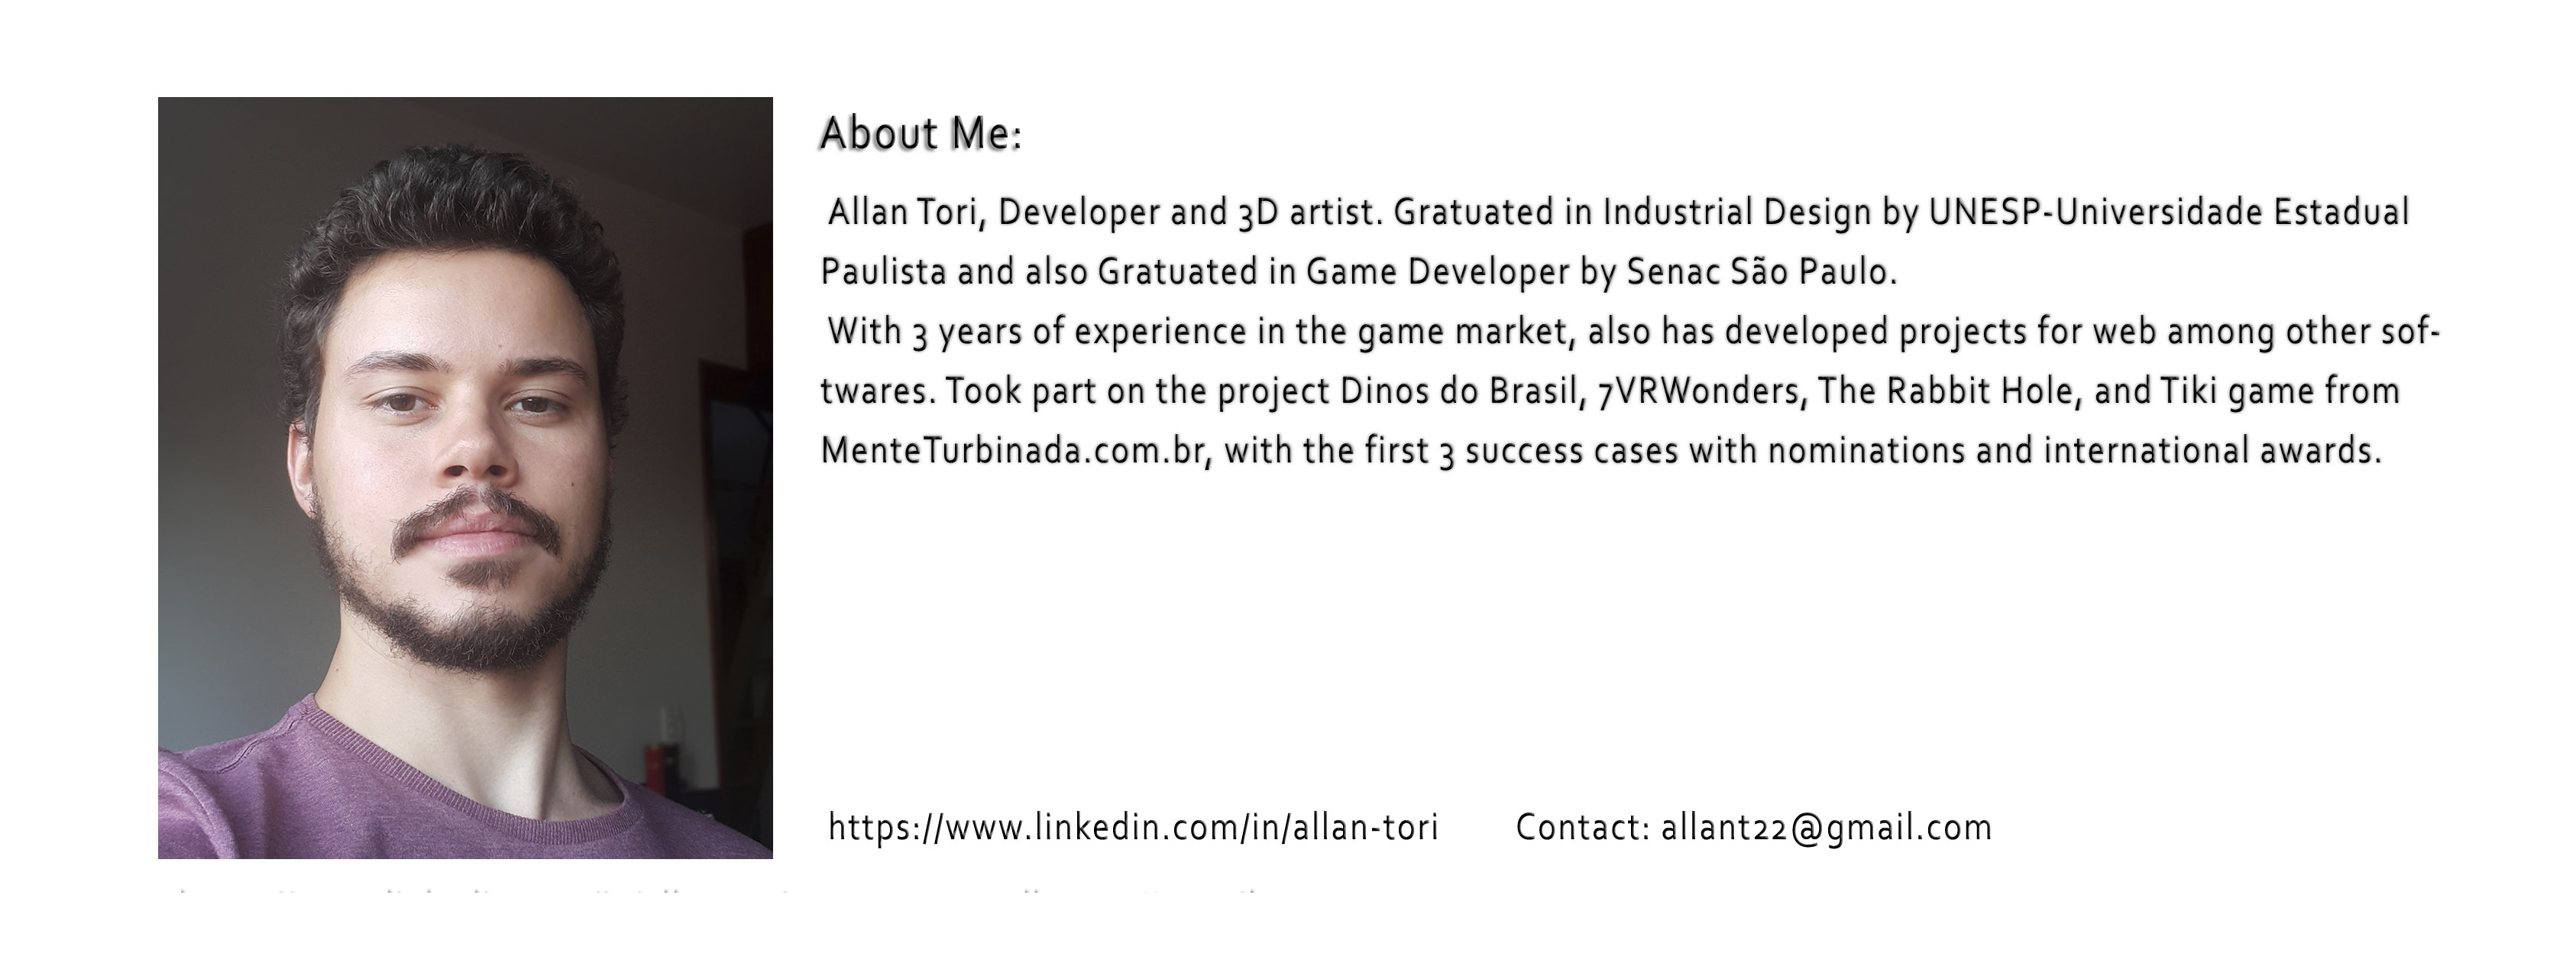 About Me:
Allan Tori, Developer and 3D artist. Gratuated in Industrial Design by UNESP-Universidade Estadual
Paulista and also Gratuated in Game Developer by Senac São Paulo.
With 3 years of experience in the game market, also has developed projects for web among other sof-
twares. Took part on the project Dinos do Brasil, 7VRWonders, The Rabbit Hole, and Tiki game from
MenteTurbinada.com.br, with the first 3 success cases with nominations and international awards.
https://www.linkedin.com/in/allan-tori Contact: allant22@gmail.com